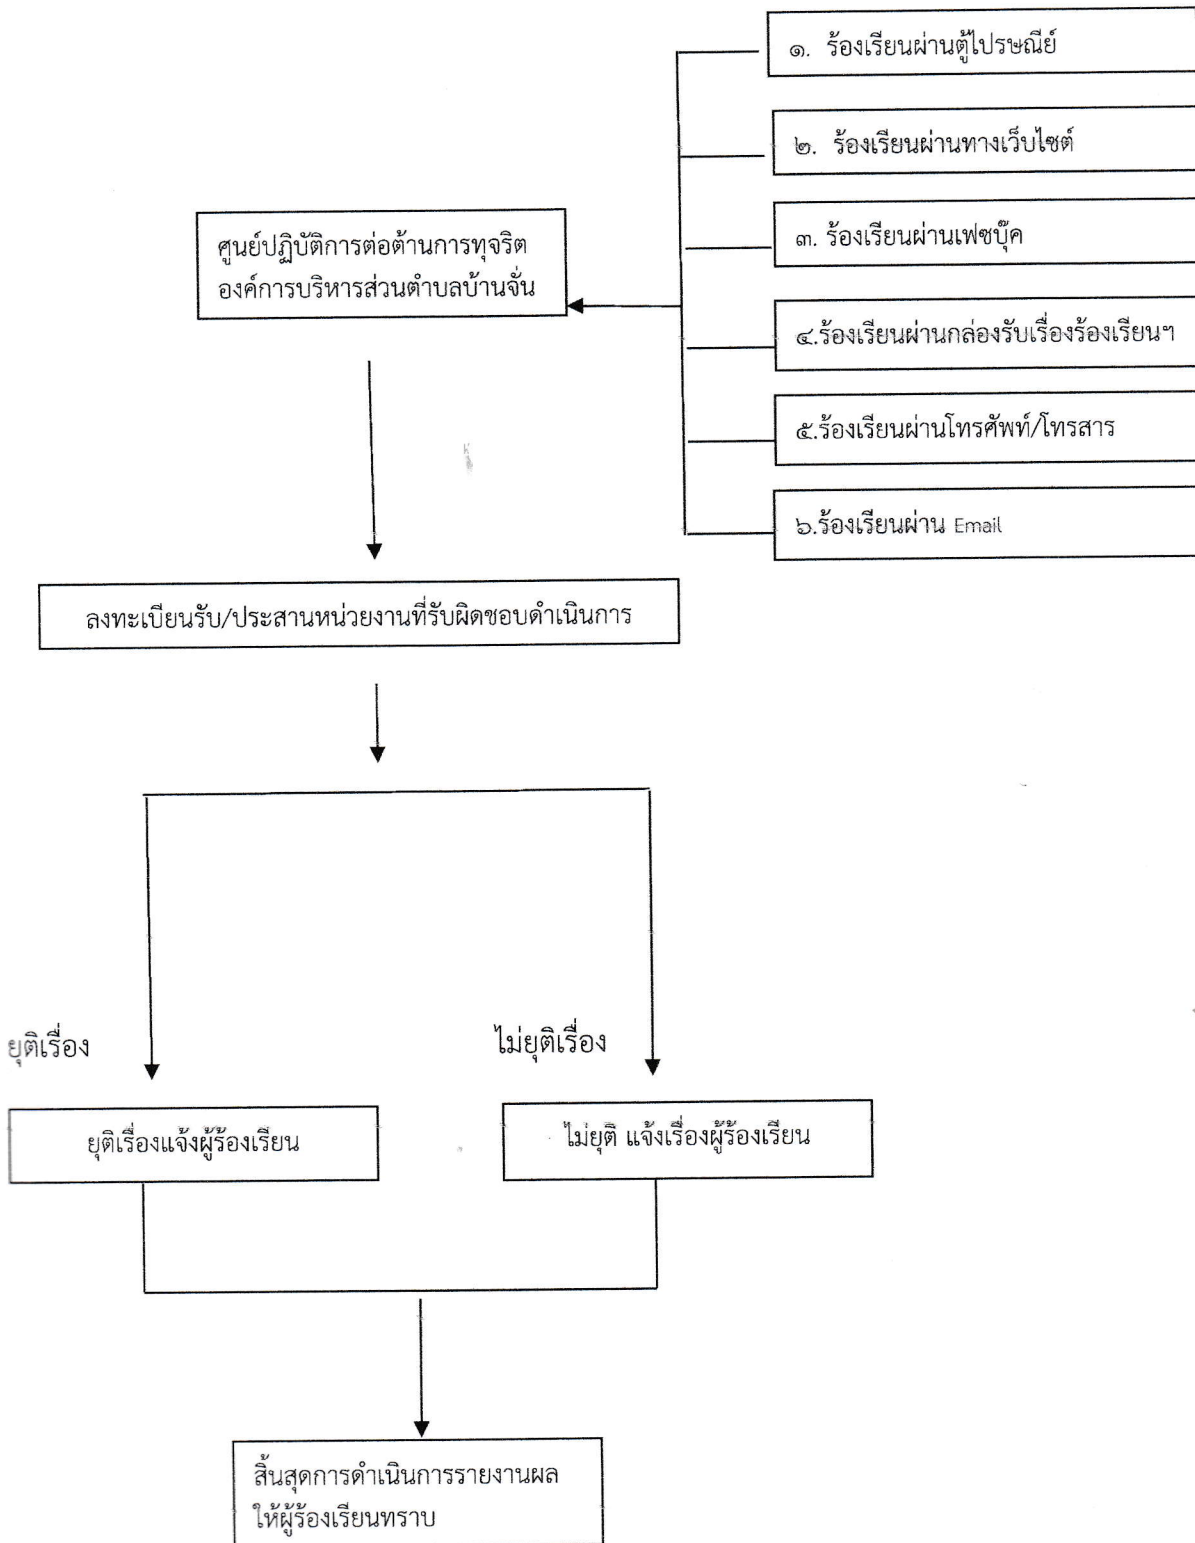 ๑. ร้องเรียนผ่านตู้ไปรษณีย์
๒. ร้องเรียนผ่านทางเว็บไซต์
๓. ร้องเรียนผ่านเฟซบุ๊ค
๔.ร้องเรียนผ่านกล่องรับเรื่องร้องเรียนฯ
๕.ร้องเรียนผ่านโทรศัพท์/โทรสาร
๖.ร้องเรียนผ่าน Email
ศูนย์ปฏิบัติการต่อต้านการทุจริต
องค์การบริหารส่วนตำบลบ้านจั่น
ลงทะเบียนรับ/ประสานหน่วยงานที่รับผิดชอบดำเนินการ
ยุติเรื่อง
ไม่ยุติเรื่อง
ยุติเรื่องแจ้งผู้ร้องเรียน
ไม่ยุติ แจ้งเรื่องผู้ร้องเรียน
สิ้นสุดการดำเนินการรายงานผล
ให้ผู้ร้องเรียนทราบ